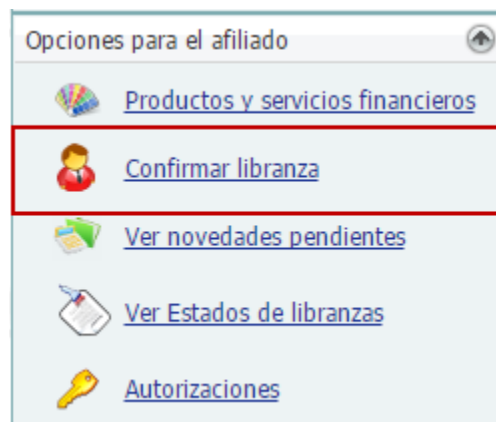 Opciones para el afiliado
Productos y servicios financieros
Confirmar libranza
Ver novedades pendientes
Ver Estados de libranzas
Autorizaciones